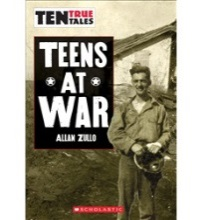 TEN TRUE
TALES
TEENS
AT
WAR
ALLAN ZULLO
SCHOLASTIC